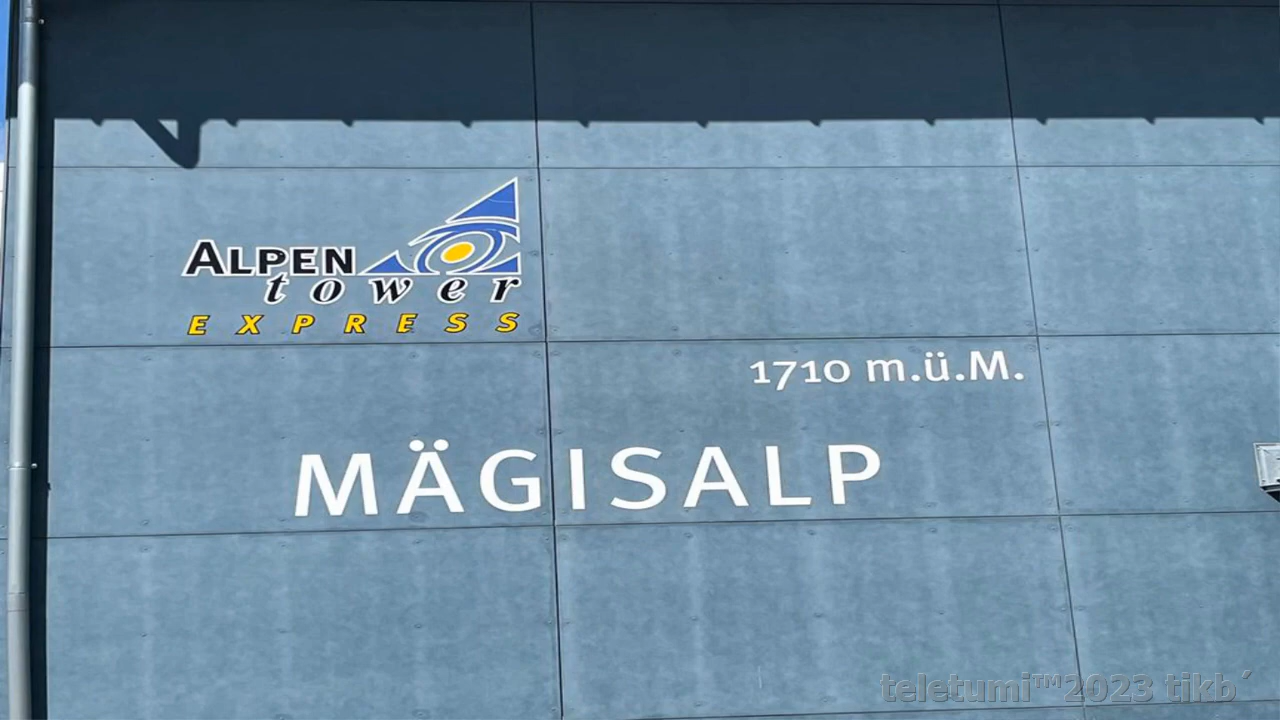 ALPEN
tower
EXPRESS
1710 m.ü.M.
MÄGISALP
teletumi™2023 tikb´